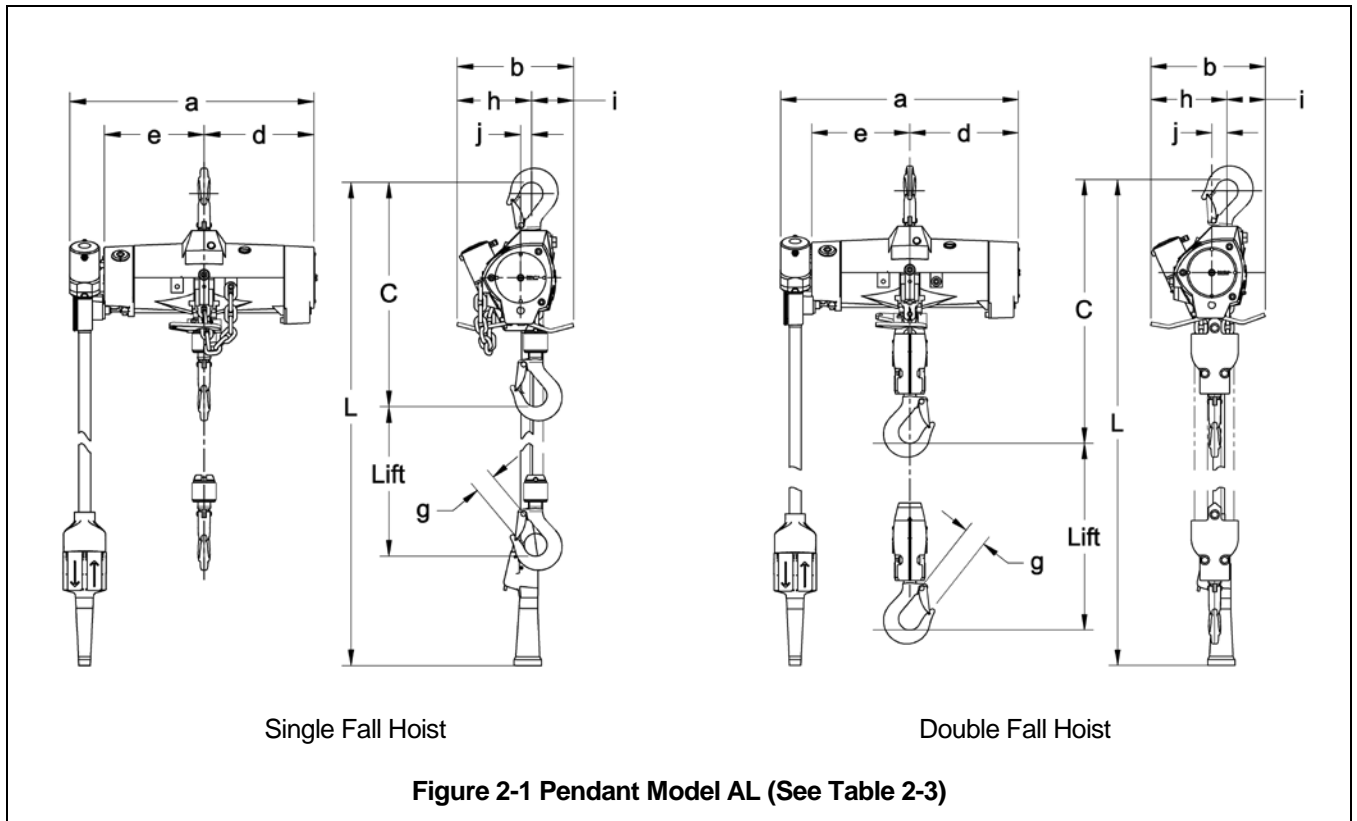 a
e
d
b
h
i
j
C
L
Lift
g
a
e
d
b
h
i
j
C
L
Lift
g
Single Fall Hoist
Double Fall Hoist
Figure 2-1 Pendant Model AL (See Table 2-3)